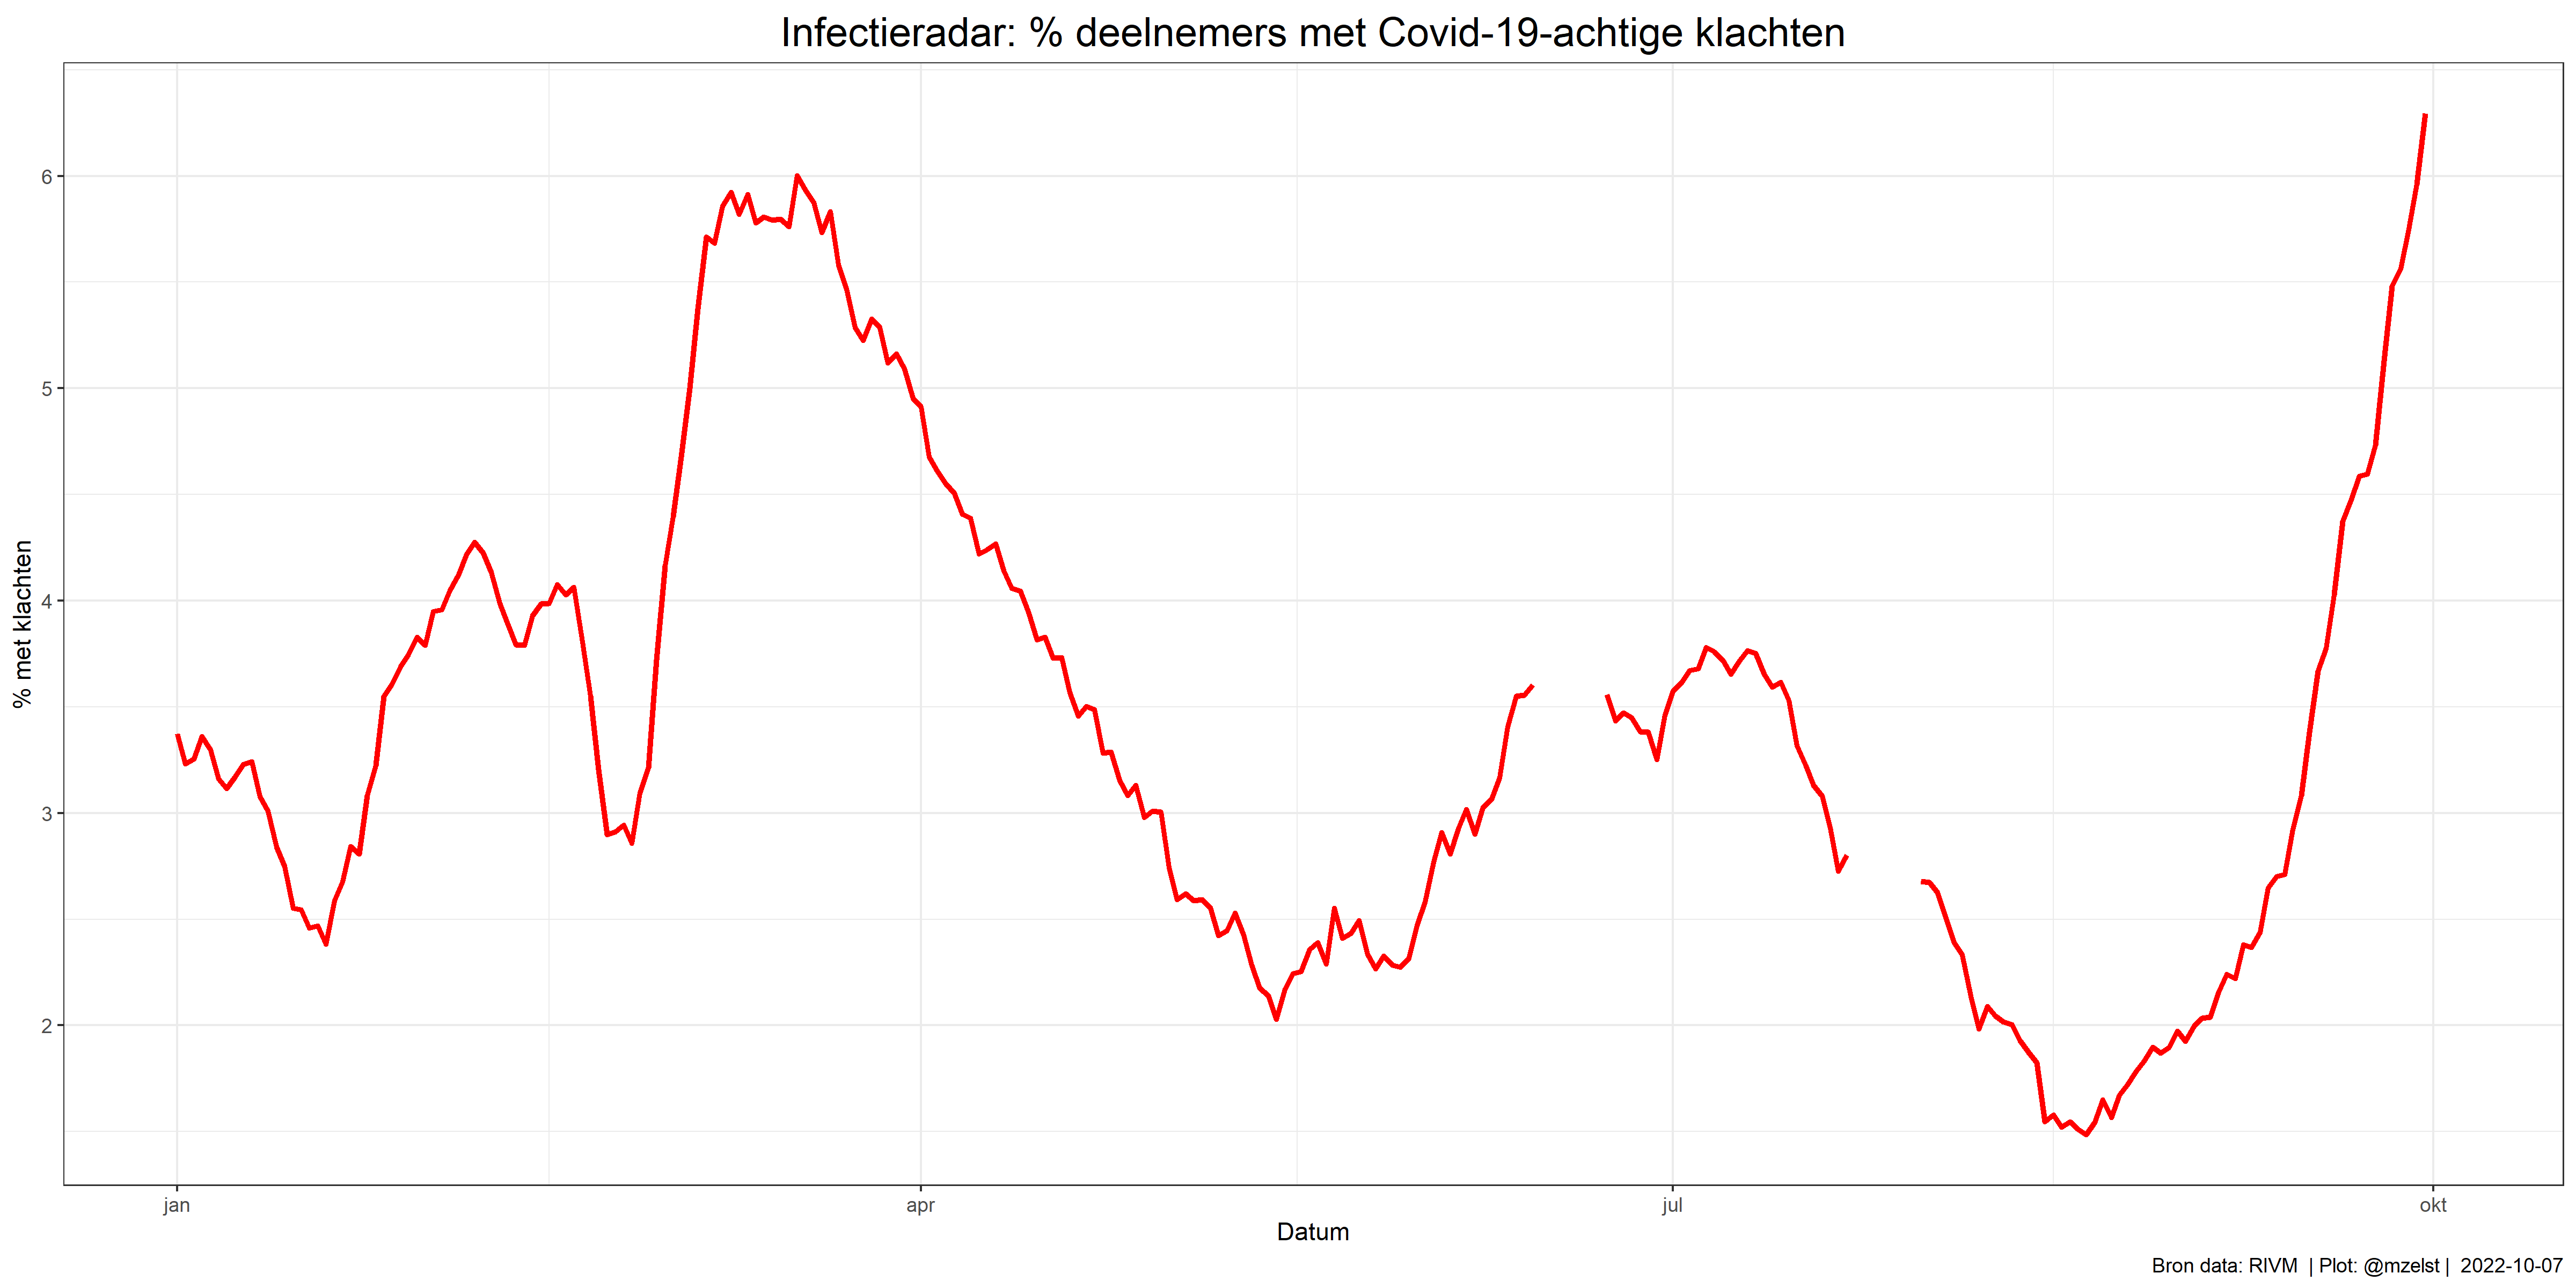 Infectieradar: % deelnemers met Covid-19-achtige klachten
% met klachten
6
5
4
3
2
jan apr jul okt
Datum
Bron data: RIVM | Plot: @mzelst | 2022-10-07